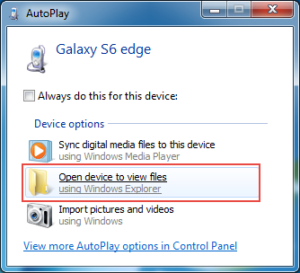 AutoPlay
Galaxy S6 edge
Always do this for this device:
Device options
Sync digital media files to this device
using Windows Media Player
Open device to view files
using Windows Explorer
Import pictures and videos
using Windows
View more AutoPlay options in Control Panel